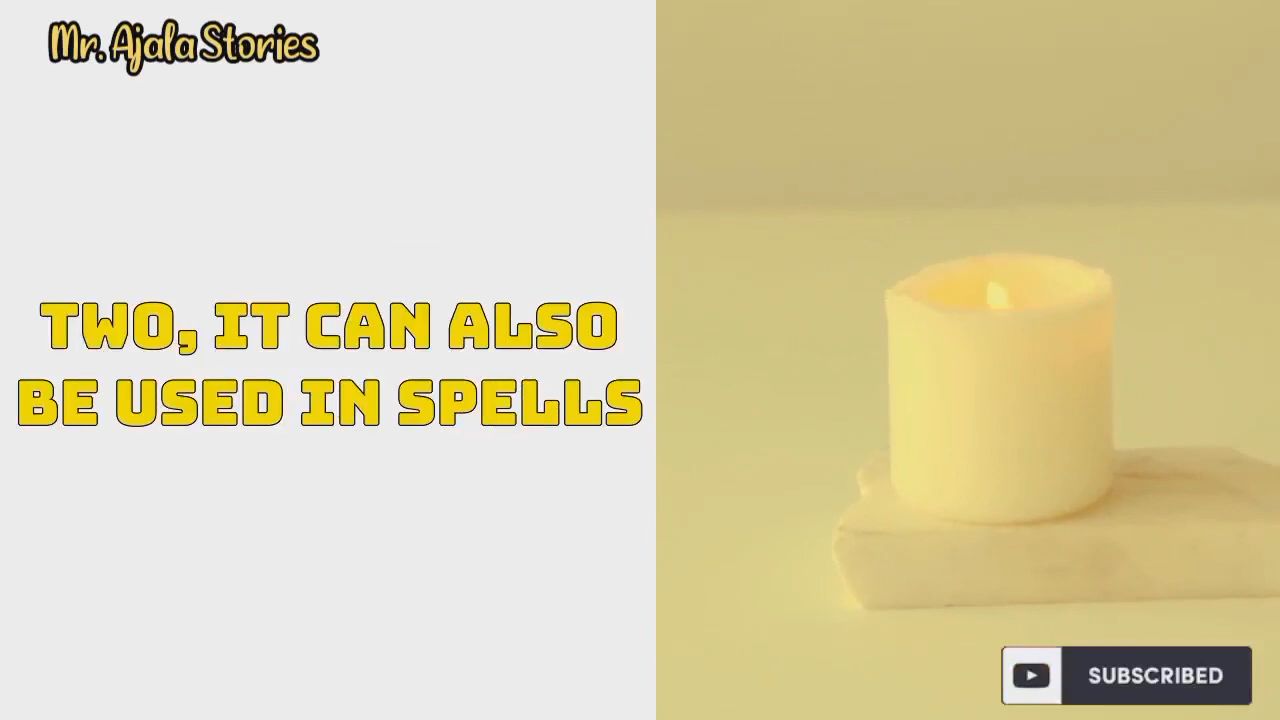 Mr. Ajala Stories
TWO, IT CAN ALSO
BE USED IN SPELLS
SUBSCRIBED